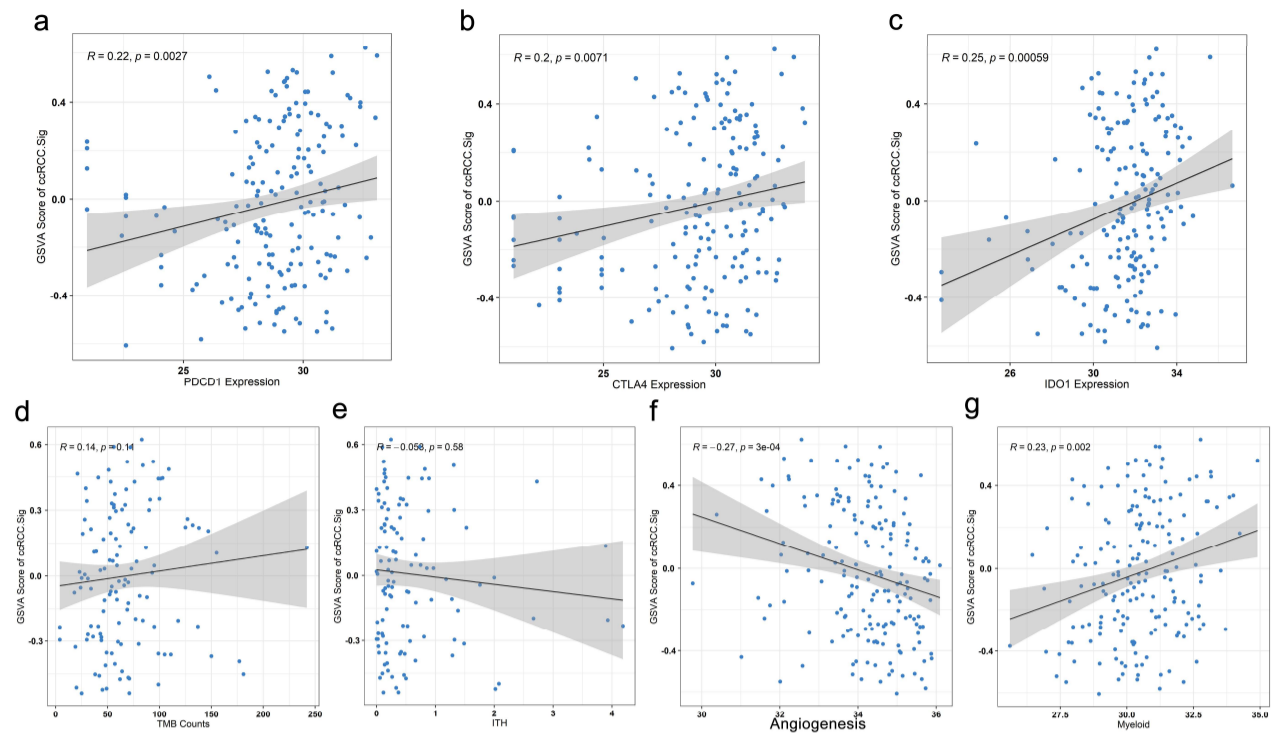 a
R = 0.22, p = 0.0027
GSVA Score of ccRCC.Sig
0.4
0.0
-0.4
25
30
PDCD1 Expression
b
R = 0.2, p = 0.0071
GSVA Score of ccRCC.Sig
0.4
0.0
-0.4
25
30
CTLA4 Expression
c
R = 0.25, p = 0.00059
GSVA Score of ccRCC.Sig
0.4
0.0
-0.4
26
30
34
IDO1 Expression
d
R = 0.14, p = 0.11
GSVA Score of ccRCC.Sig
0.6
0.3
0.0
-0.3
0
50
100
150
200
250
TMB Counts
e
R = −0.053, p = 0.58
GSVA Score of ccRCC.Sig
0.6
0.3
0.0
-0.3
0
1
2
3
4
ITH
f
R = −0.27, p = 3e-04
GSVA Score of ccRCC.Sig
0.4
0.0
-0.4
30
32
34
36
Angiogenesis
g
R = 0.23, p = 0.002
GSVA Score of ccRCC.Sig
0.4
0.0
-0.4
27.5
30.0
32.5
35.0
Myeloid